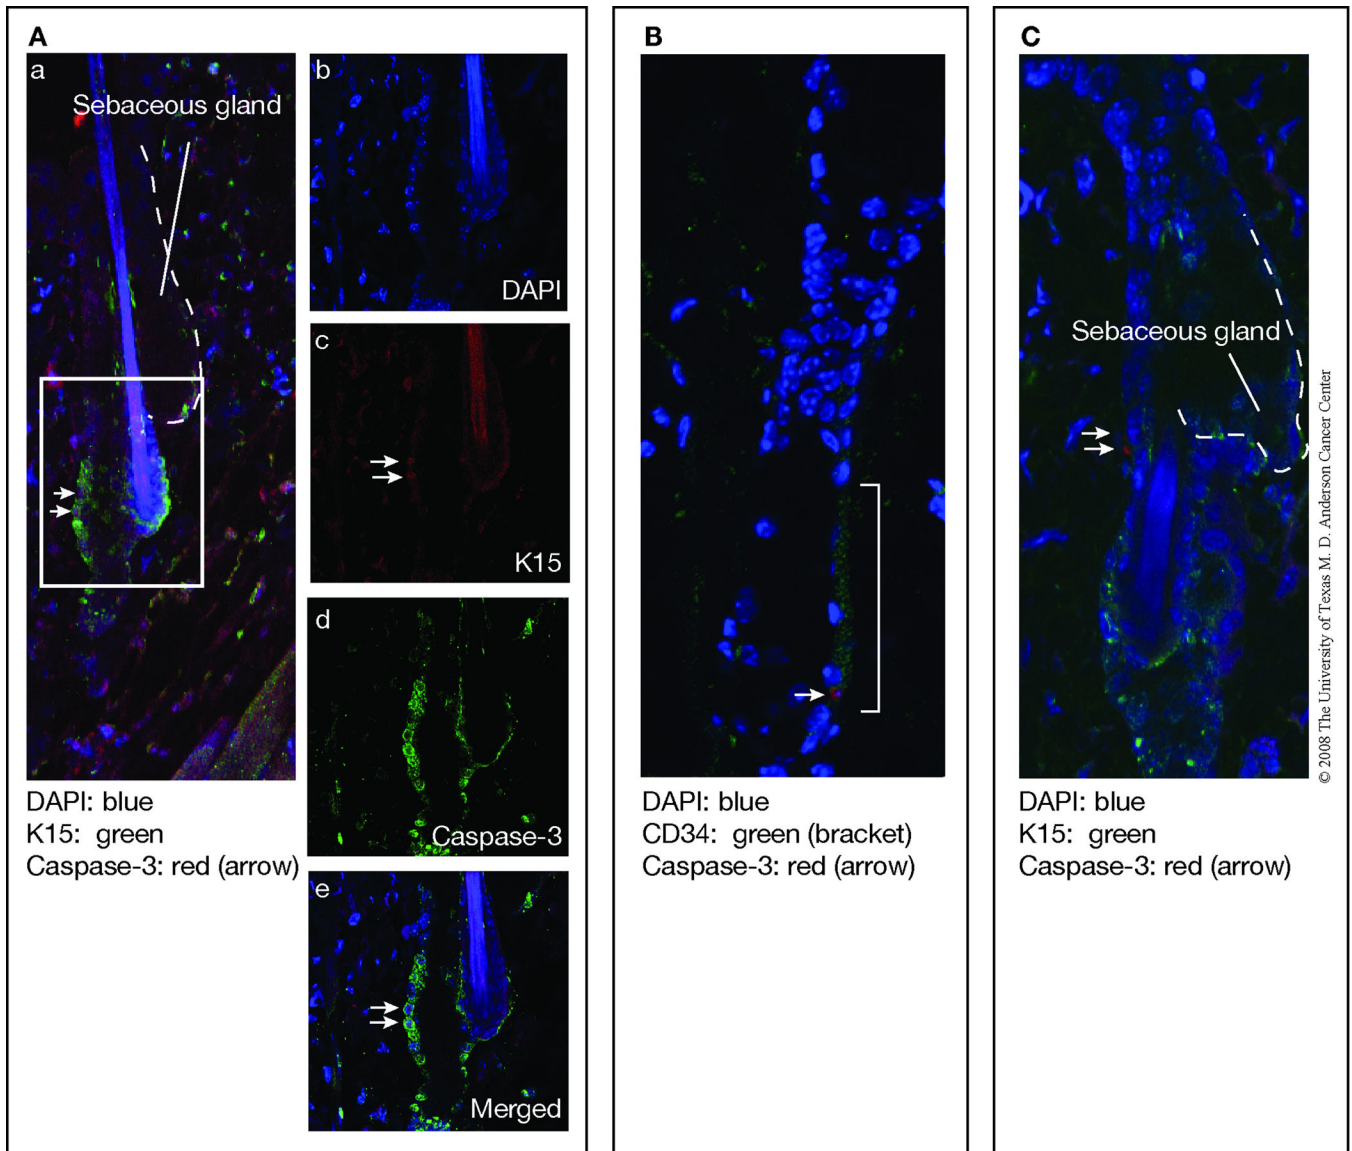 A
a
Sebaceous gland
b
DAPI
c
K15
d
Caspase-3
e
Merged
DAPI: blue
K15: green
Caspase-3: red (arrow)
B
DAPI: blue
CD34: green (bracket)
Caspase-3: red (arrow)
C
Sebaceous gland
DAPI: blue
K15: green
Caspase-3: red (arrow)
© 2008 The University of Texas M. D. Anderson Cancer Center